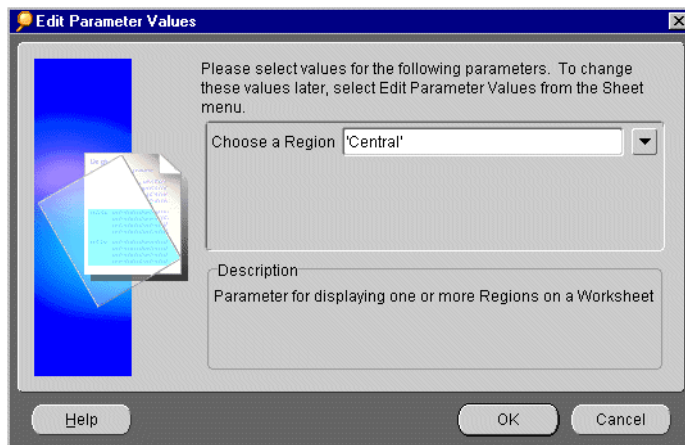 Edit Parameter Values
Please select values for the following parameters. To change
these values later, select Edit Parameter Values from the Sheet
menu.
Choose a Region 'Central'
Description
Parameter for displaying one or more Regions on a Worksheet
Help
OK
Cancel